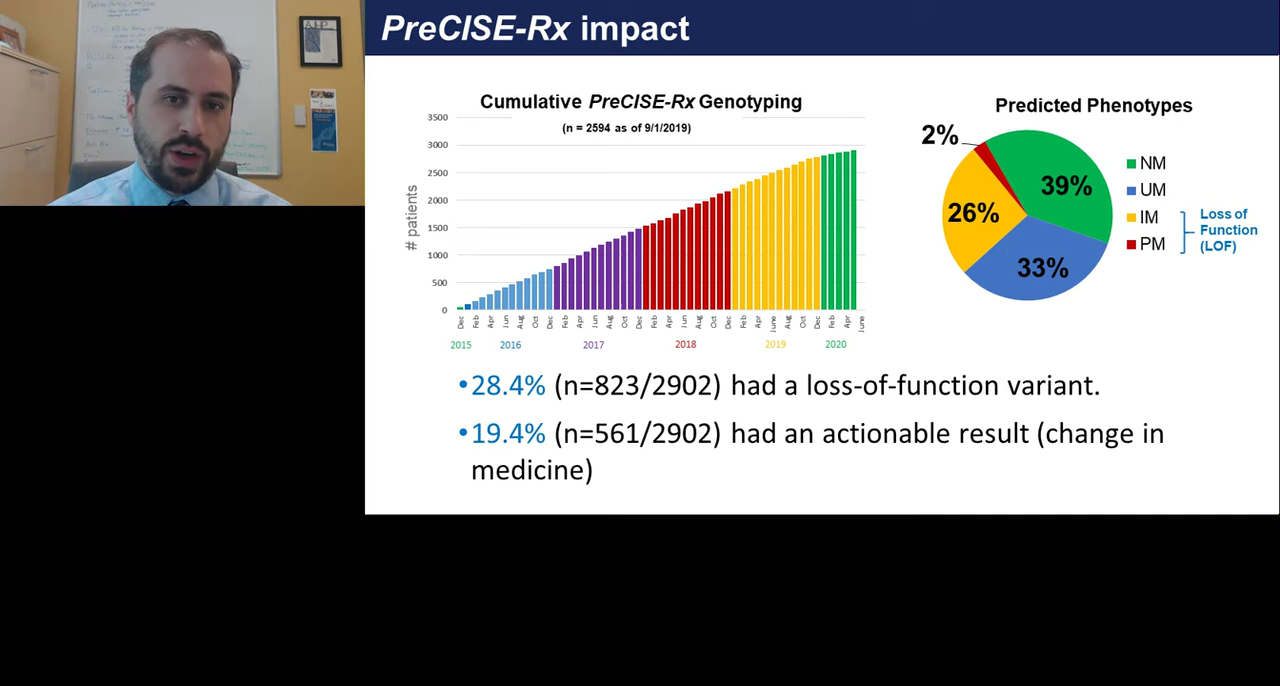 PreCISE-Rx impact
Cumulative PreCISE-Rx Genotyping
(n = 2594 as of 9/1/2019)
# patients
3500
3000
2500
2000
1500
1000
500
0
Dec Feb Apr Jun Aug Oct Dec Feb Apr Jun Aug Oct Dec Feb Apr Jun Aug Oct Dec Feb Apr June Aug Oct Dec Feb Apr June
2015 2016 2017 2018 2019 2020
Predicted Phenotypes
2%
39%
26%
33%
NM
UM
IM
PM
Loss of
Function
(LOF)
•28.4% (n=823/2902) had a loss-of-function variant.
•19.4% (n=561/2902) had an actionable result (change in
medicine)